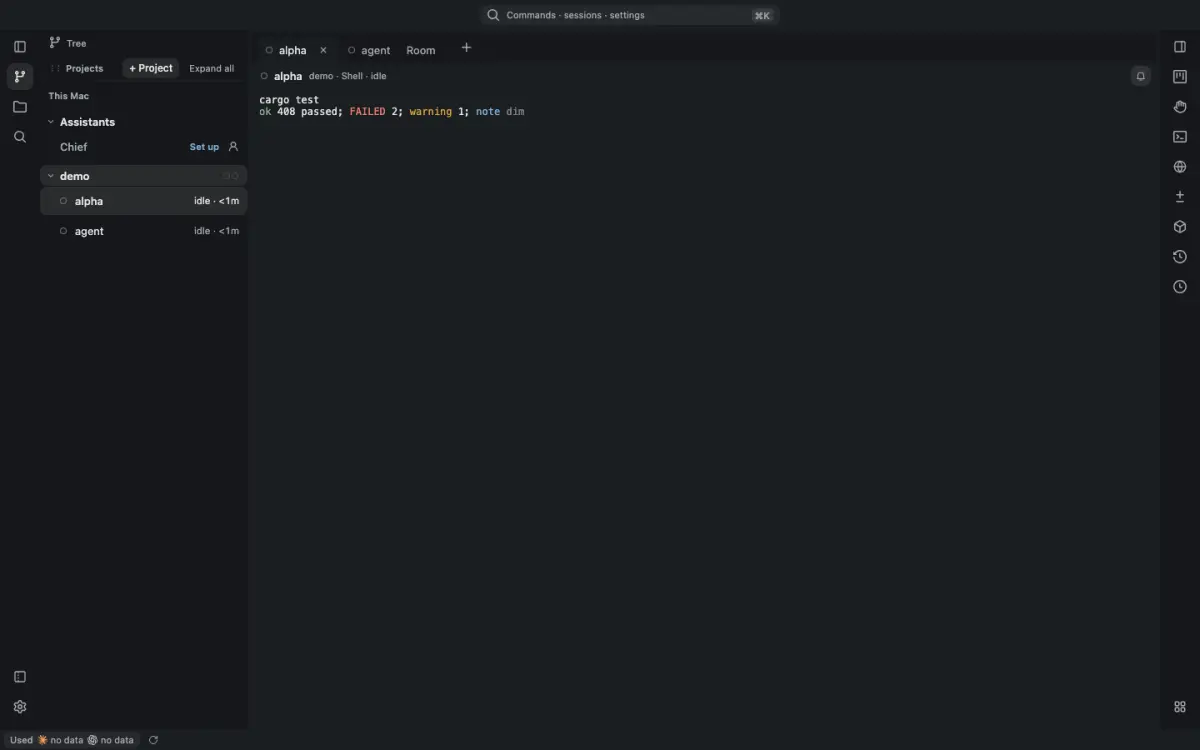 Commands · sessions · settings ⌘K
Tree
Projects + Project Expand all
This Mac
Assistants
Chief Set up
demo
alpha idle · <1m
agent idle · <1m
alpha × agent Room +
alpha demo · Shell · idle
cargo test
ok 408 passed; FAILED 2; warning 1; note dim
Used no data no data